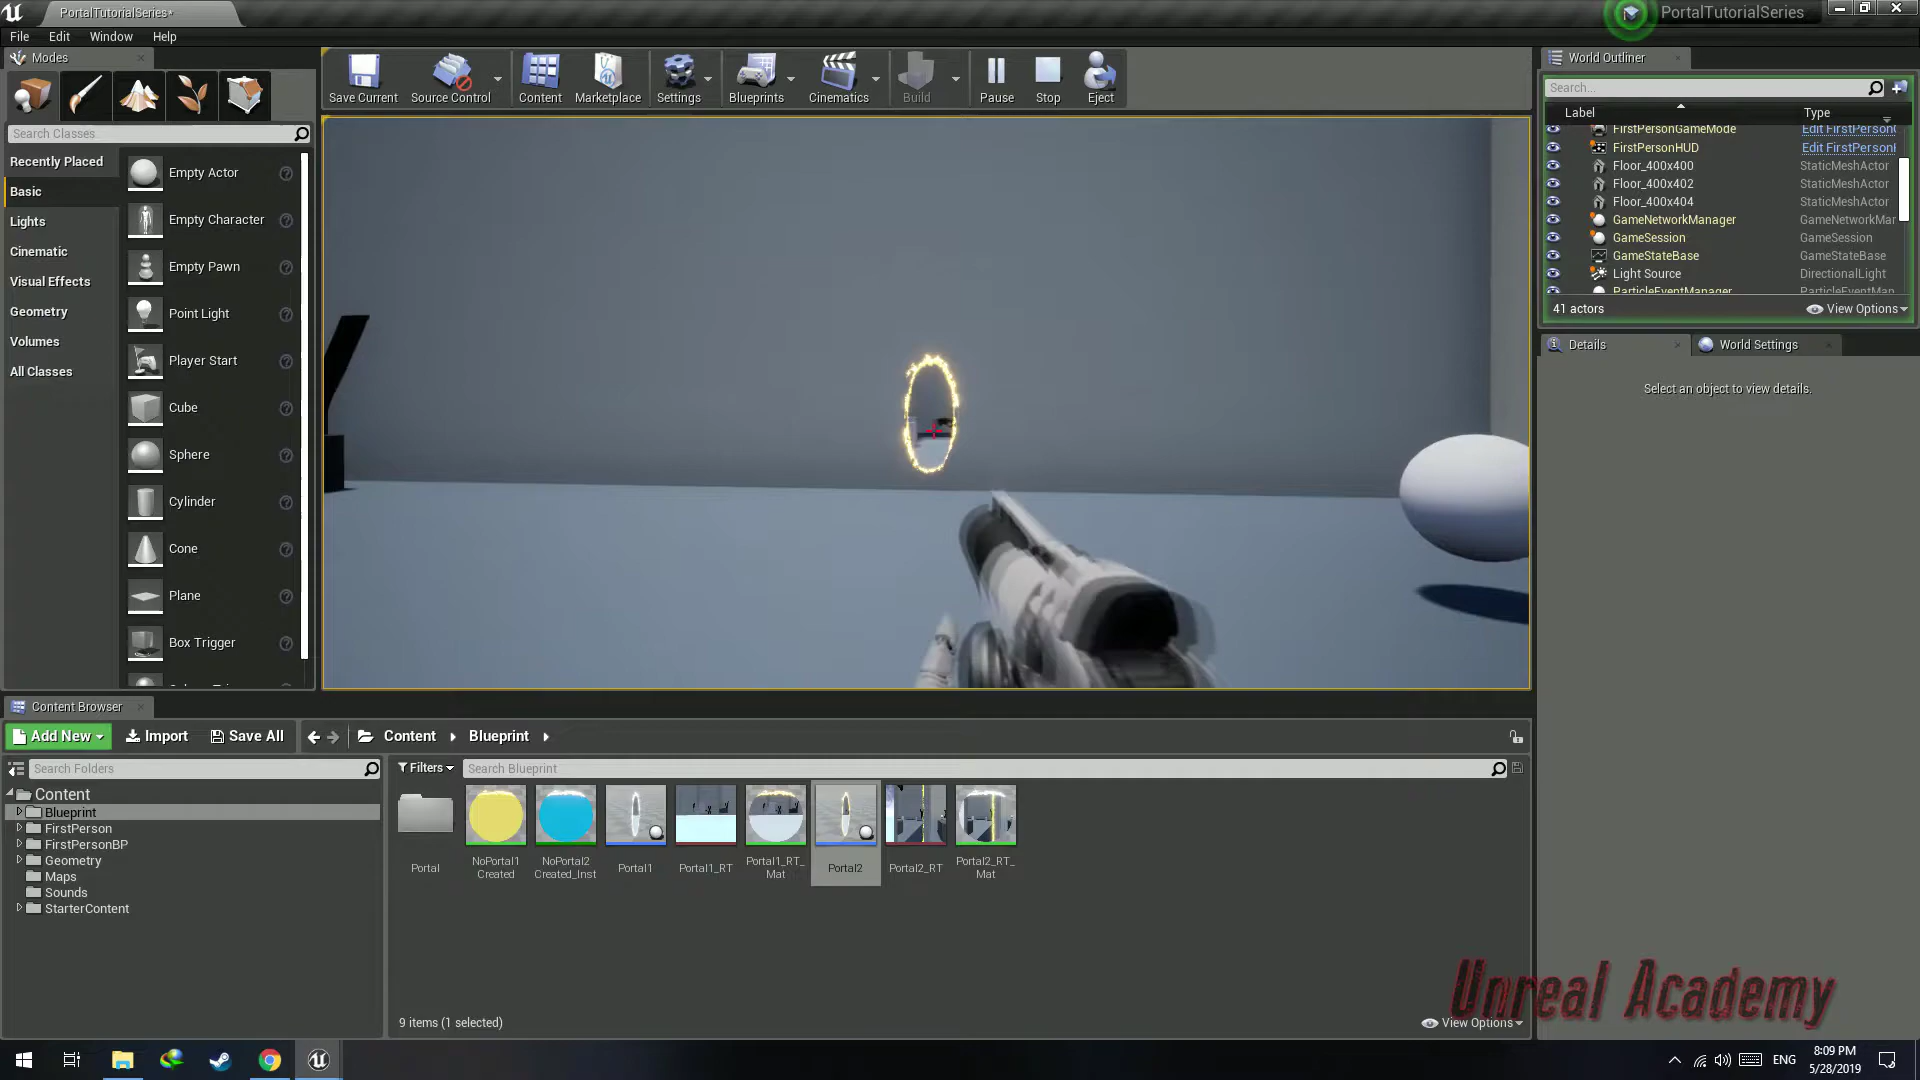 PortalTutorialSeries*
PortalTutorialSeries
File Edit Window Help
Modes
Search Classes
Recently Placed
Basic
Lights
Cinematic
Visual Effects
Geometry
Volumes
All Classes
Empty Actor
Empty Character
Empty Pawn
Point Light
Player Start
Cube
Sphere
Cylinder
Cone
Plane
Box Trigger
Save Current
Source Control
Content
Marketplace
Settings
Blueprints
Cinematics
Build
Pause
Stop
Eject
World Outliner
Search...
Label Type
FirstPersonGameMode Edit FirstPerson
FirstPersonHUD Edit FirstPerson
Floor_400x400 StaticMeshActor
Floor_400x402 StaticMeshActor
Floor_400x404 StaticMeshActor
GameNetworkManager GameNetworkMar
GameSession GameSession
GameStateBase GameStateBase
Light Source DirectionalLight
ParticleEventManager ParticleEventMan
41 actors
View Options
Details
World Settings
Select an object to view details.
Content Browser
Add New
Import
Save All
Content
Blueprint
Search Folders
Filters
Search Blueprint
Content
Blueprint
FirstPerson
FirstPersonBP
Geometry
Maps
Sounds
StarterContent
Portal
NoPortal1
Created
NoPortal2
Created_Inst
Portal1
Portal1_RT
Portal1_RT_
Mat
Portal2
Portal2_RT
Portal2_RT_
Mat
9 items (1 selected)
View Options
Unreal Academy
ENG
8:09 PM
5/28/2019